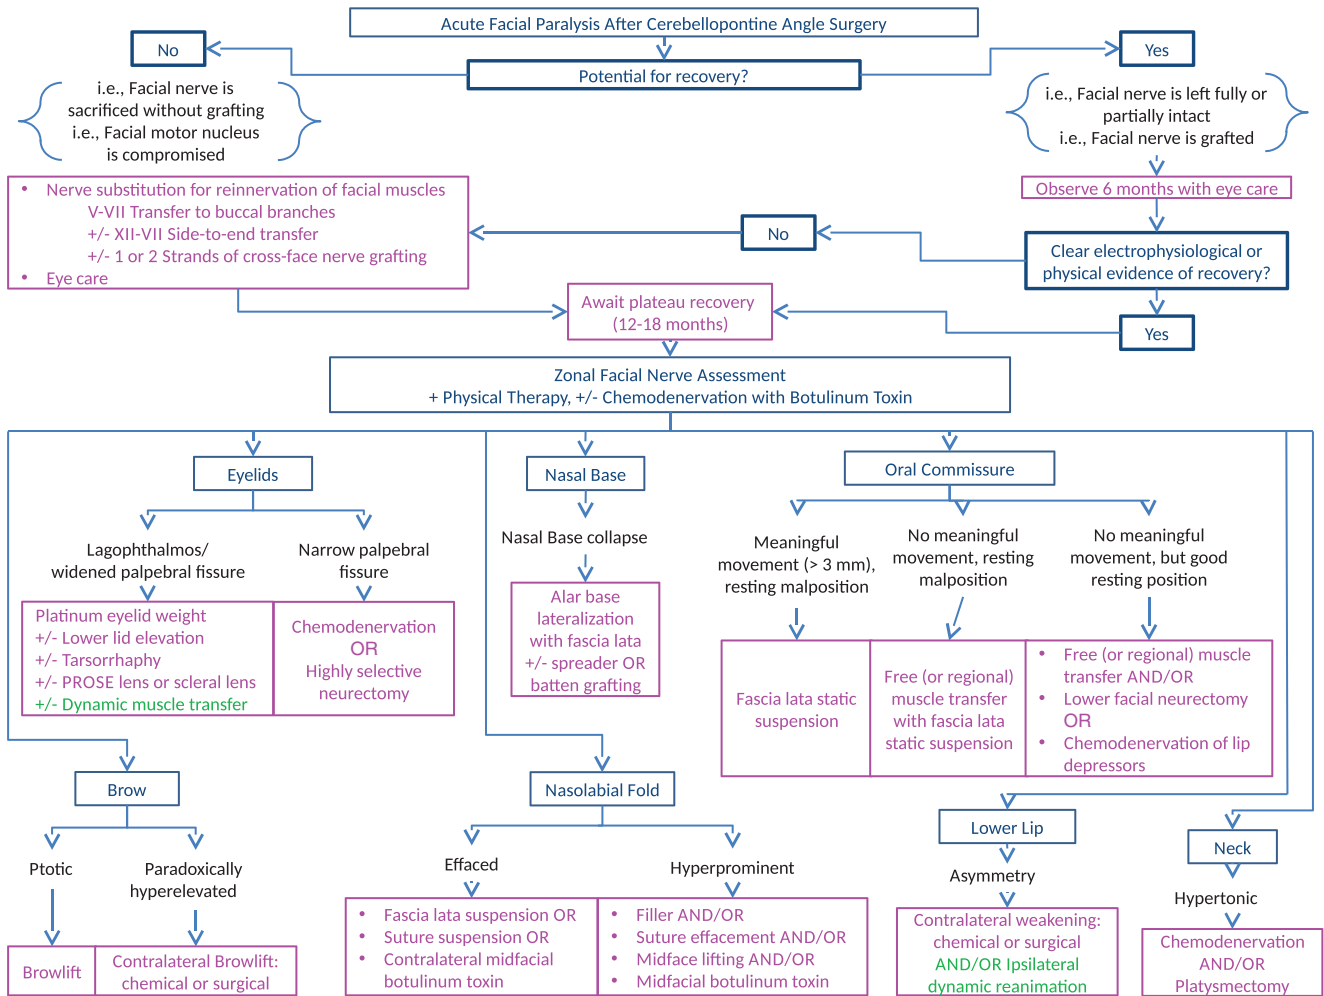 Acute Facial Paralysis After Cerebellopontine Angle Surgery
No
Potential for recovery?
Yes
i.e., Facial nerve is
sacrificed without grafting
i.e., Facial motor nucleus
is compromised
i.e., Facial nerve is left fully or
partially intact
i.e., Facial nerve is grafted
• Nerve substitution for reinnervation of facial muscles
V-VII Transfer to buccal branches
+/- XII-VII Side-to-end transfer
+/- 1 or 2 Strands of cross-face nerve grafting
• Eye care
Observe 6 months with eye care
No
Clear electrophysiological or
physical evidence of recovery?
Await plateau recovery
(12-18 months)
Yes
Zonal Facial Nerve Assessment
+ Physical Therapy, +/- Chemodenervation with Botulinum Toxin
Eyelids
Lagophthalmos/
widened palpebral fissure
Narrow palpebral
fissure
Platinum eyelid weight
+/- Lower lid elevation
+/- Tarsorrhaphy
+/- PROSE lens or scleral lens
+/- Dynamic muscle transfer
Chemodenervation
OR
Highly selective
neurectomy
Nasal Base
Nasal Base collapse
Alar base
lateralization
with fascia lata
+/- spreader OR
batten grafting
Oral Commissure
Meaningful
movement (> 3 mm),
resting malposition
No meaningful
movement, resting
malposition
No meaningful
movement, but good
resting position
Fascia lata static
suspension
Free (or regional)
muscle transfer
with fascia lata
static suspension
• Free (or regional) muscle
transfer AND/OR
• Lower facial neurectomy
OR
• Chemodenervation of lip
depressors
Brow
Ptotic
Paradoxically
hyperelevated
Browlift
Contralateral Browlift:
chemical or surgical
Nasolabial Fold
Effaced
Hyperprominent
• Fascia lata suspension OR
• Suture suspension OR
• Contralateral midfacial
botulinum toxin
• Filler AND/OR
• Suture effacement AND/OR
• Midface lifting AND/OR
• Midfacial botulinum toxin
Lower Lip
Asymmetry
Contralateral weakening:
chemical or surgical
AND/OR Ipsilateral
dynamic reanimation
Neck
Hypertonic
Chemodenervation
AND/OR
Platysmectomy